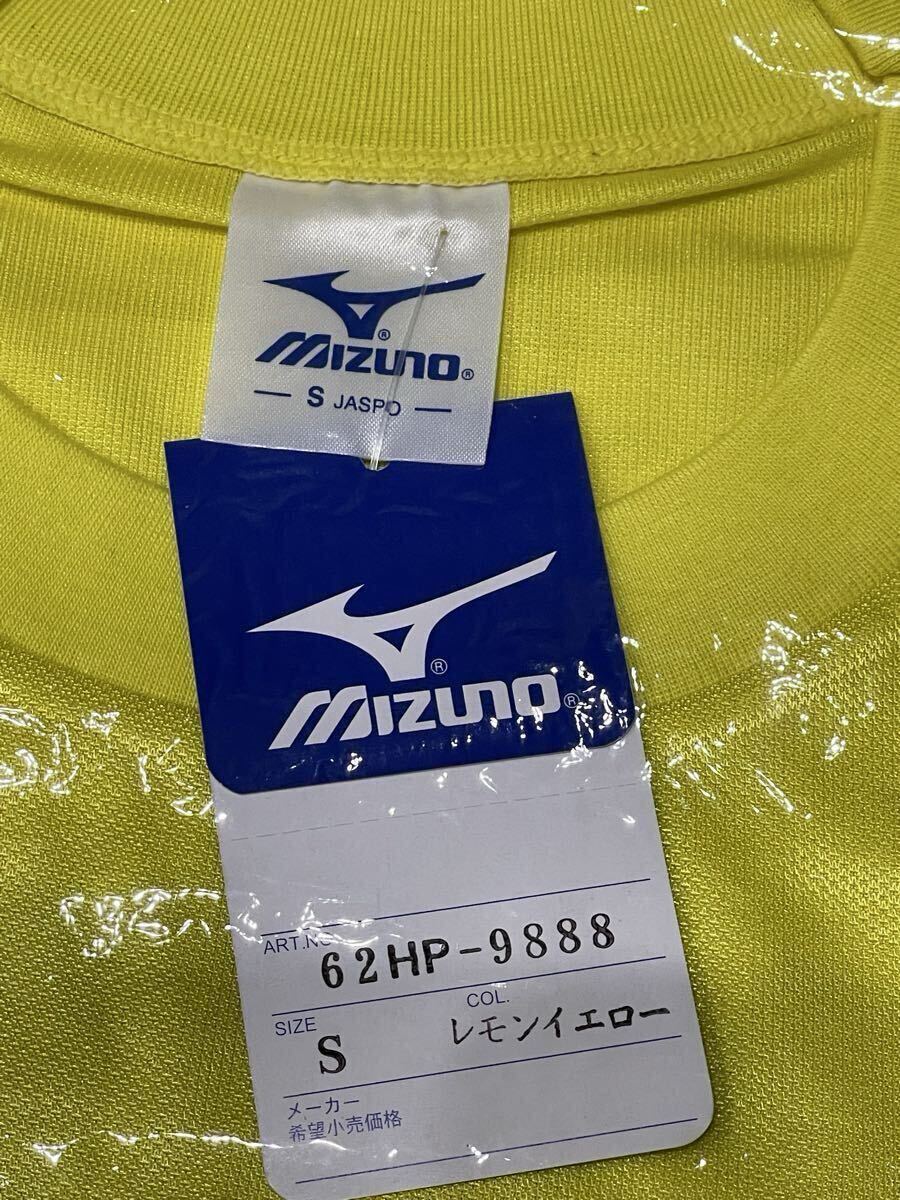 MIZUNO
S JASPO
MIZUNO
ART.NO
62HP-9888
SIZE
S
COL.
レモンイエロー
メーカー
希望小売価格